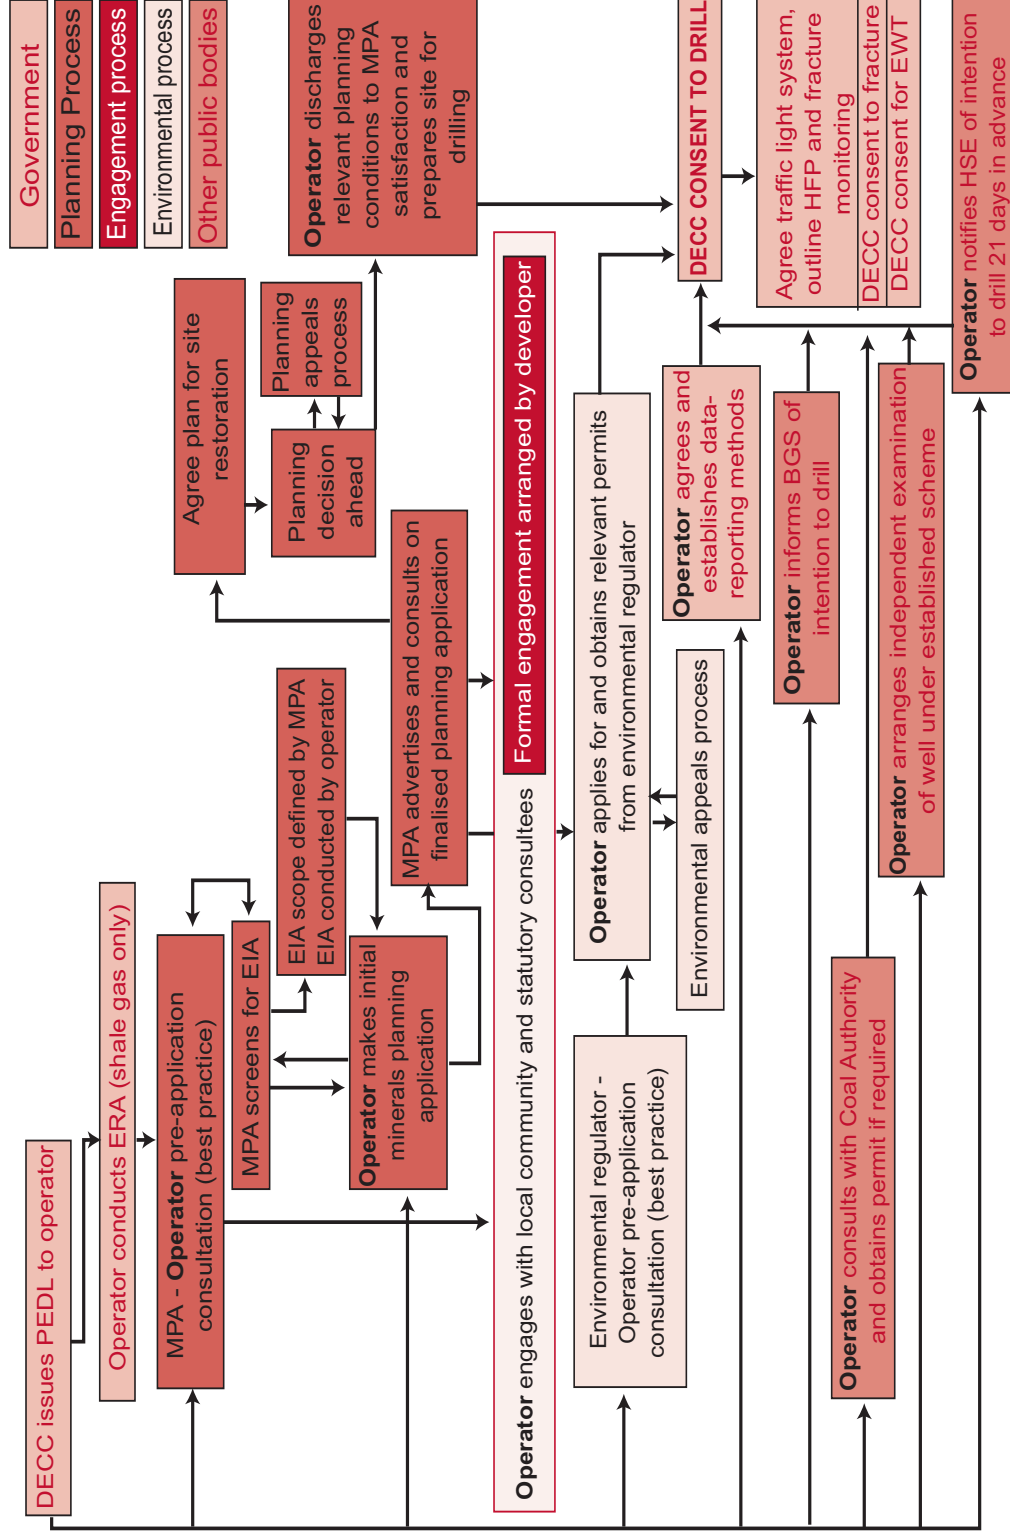 Government
Planning Process
Engagement process
Environmental process
Other public bodies
DECC issues PEDL to operator
Operator conducts ERA (shale gas only)
MPA - Operator pre-application
consultation (best practice)
MPA screens for EIA
EIA scope defined by MPA
EIA conducted by operator
Operator makes initial
minerals planning
application
MPA advertises and consults on
finalised planning application
Agree plan for site
restoration
Planning
decision
ahead
Planning
appeals
process
Operator discharges
relevant planning
conditions to MPA
satisfaction and
prepares site for
drilling
Operator engages with local community and statutory consultees
Formal engagement arranged by developer
Environmental regulator -
Operator pre-application
consultation (best practice)
Operator applies for and obtains relevant permits
from environmental regulator
Environmental appeals process
Operator agrees and
establishes data-
reporting methods
DECC CONSENT TO DRILL
Agree traffic light system,
outline HFP and fracture
monitoring
DECC consent to fracture
DECC consent for EWT
Operator informs BGS of
intention to drill
Operator consults with Coal Authority
and obtains permit if required
Operator arranges independent examination
of well under established scheme
Operator notifies HSE of intention
to drill 21 days in advance